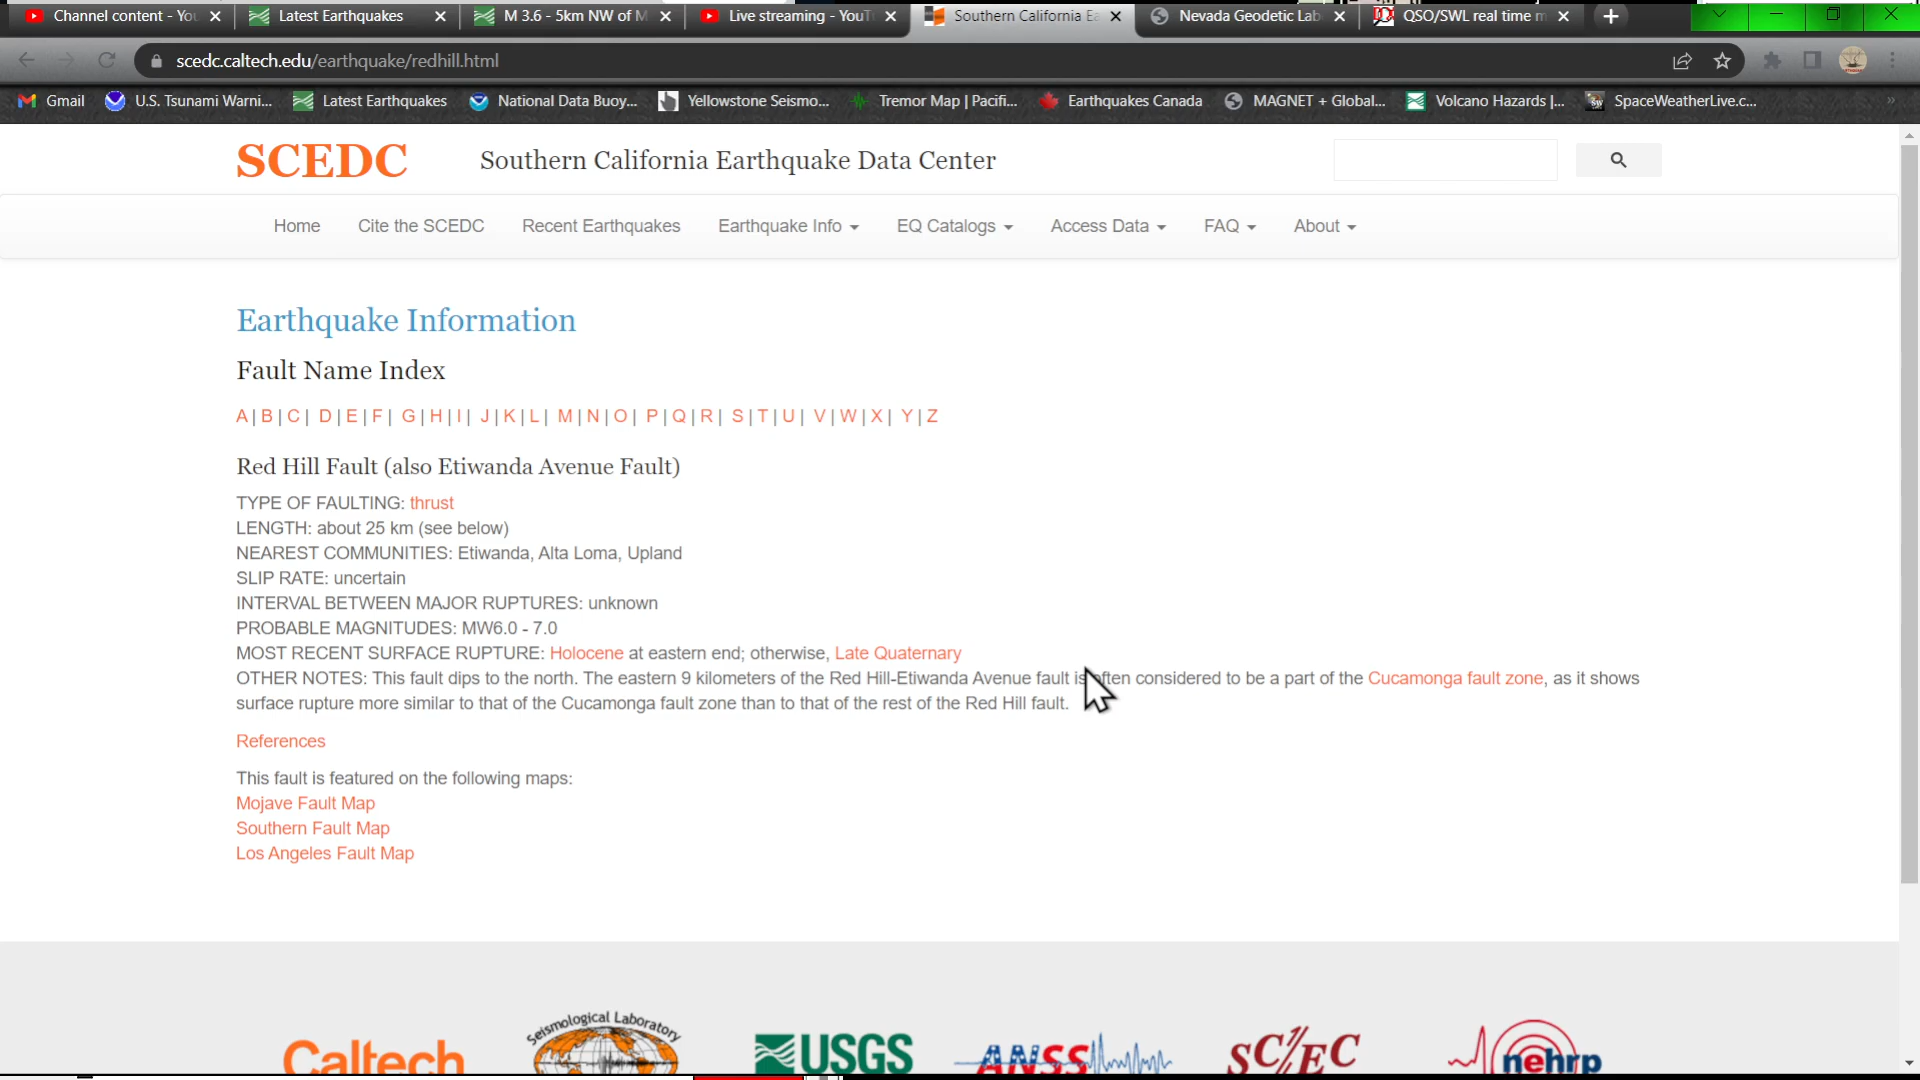 Channel content - You
Latest Earthquakes
M 3.6 - 5km NW of M
Live streaming - YouT
Southern California Ea
Nevada Geodetic Lab
QSO/SWL real time m
scedc.caltech.edu/earthquake/redhill.html
Gmail
U.S. Tsunami Warni...
Latest Earthquakes
National Data Buoy...
Yellowstone Seismo...
Tremor Map | Pacifi...
Earthquakes Canada
MAGNET + Global...
Volcano Hazards |...
SpaceWeatherLive.c...
SCEDC
Southern California Earthquake Data Center
Home
Cite the SCEDC
Recent Earthquakes
Earthquake Info
EQ Catalogs
Access Data
FAQ
About
Earthquake Information
Fault Name Index
A | B | C | D | E | F | G | H | I | J | K | L | M | N | O | P | Q | R | S | T | U | V | W | X | Y | Z
Red Hill Fault (also Etiwanda Avenue Fault)
TYPE OF FAULTING: thrust
LENGTH: about 25 km (see below)
NEAREST COMMUNITIES: Etiwanda, Alta Loma, Upland
SLIP RATE: uncertain
INTERVAL BETWEEN MAJOR RUPTURES: unknown
PROBABLE MAGNITUDES: MW6.0 - 7.0
MOST RECENT SURFACE RUPTURE: Holocene at eastern end; otherwise, Late Quaternary
OTHER NOTES: This fault dips to the north. The eastern 9 kilometers of the Red Hill-Etiwanda Avenue fault is often considered to be a part of the Cucamonga fault zone, as it shows
surface rupture more similar to that of the Cucamonga fault zone than to that of the rest of the Red Hill fault.
References
This fault is featured on the following maps:
Mojave Fault Map
Southern Fault Map
Los Angeles Fault Map
Caltech
Seismological Laboratory
USGS
ANSS
SC/EC
nehrp